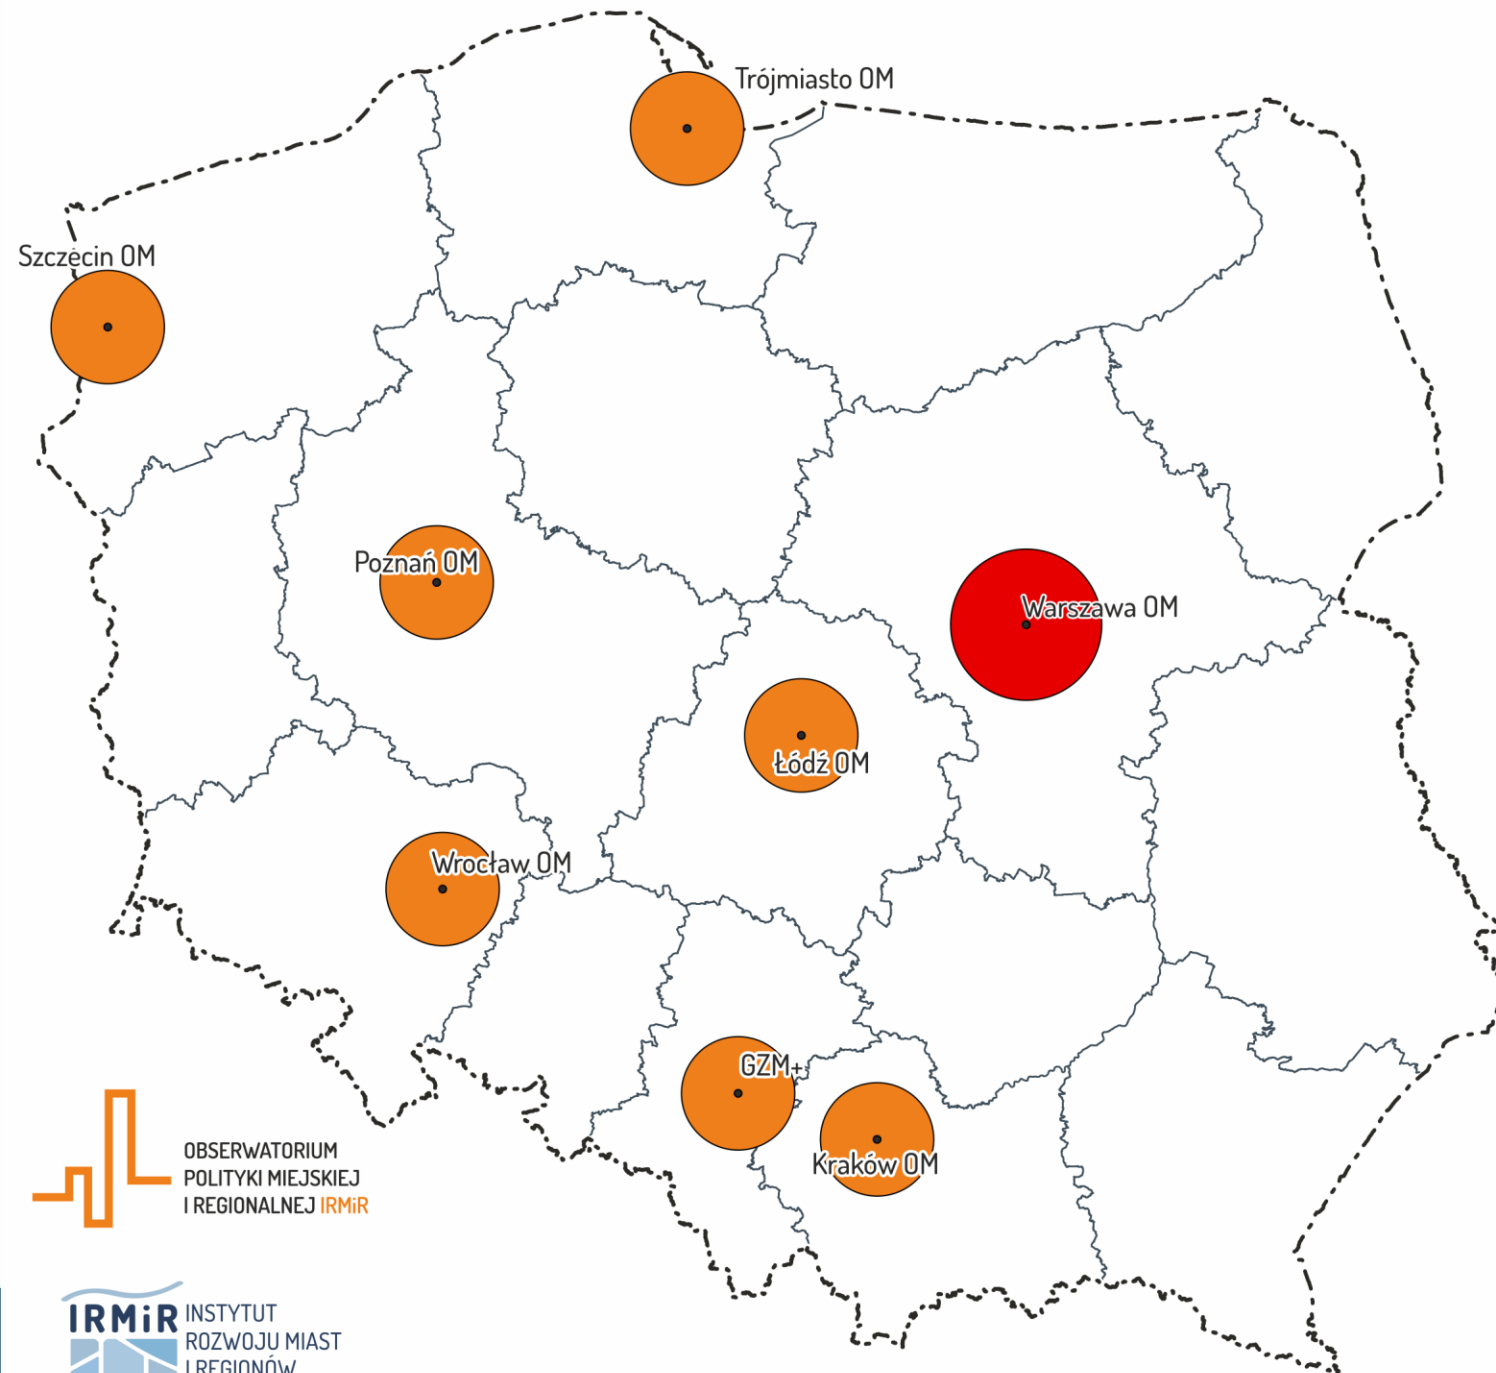 Trójmiasto OM
Szczecin OM
Poznań OM
Warszawa OM
Łódź OM
Wrocław OM
GZM+
Kraków OM
OBSERWATORIUM
POLITYKI MIEJSKIEJ
I REGIONALNEJ IRMiR
IRMiR INSTYTUT
ROZWOJU MIAST
I REGIONÓW